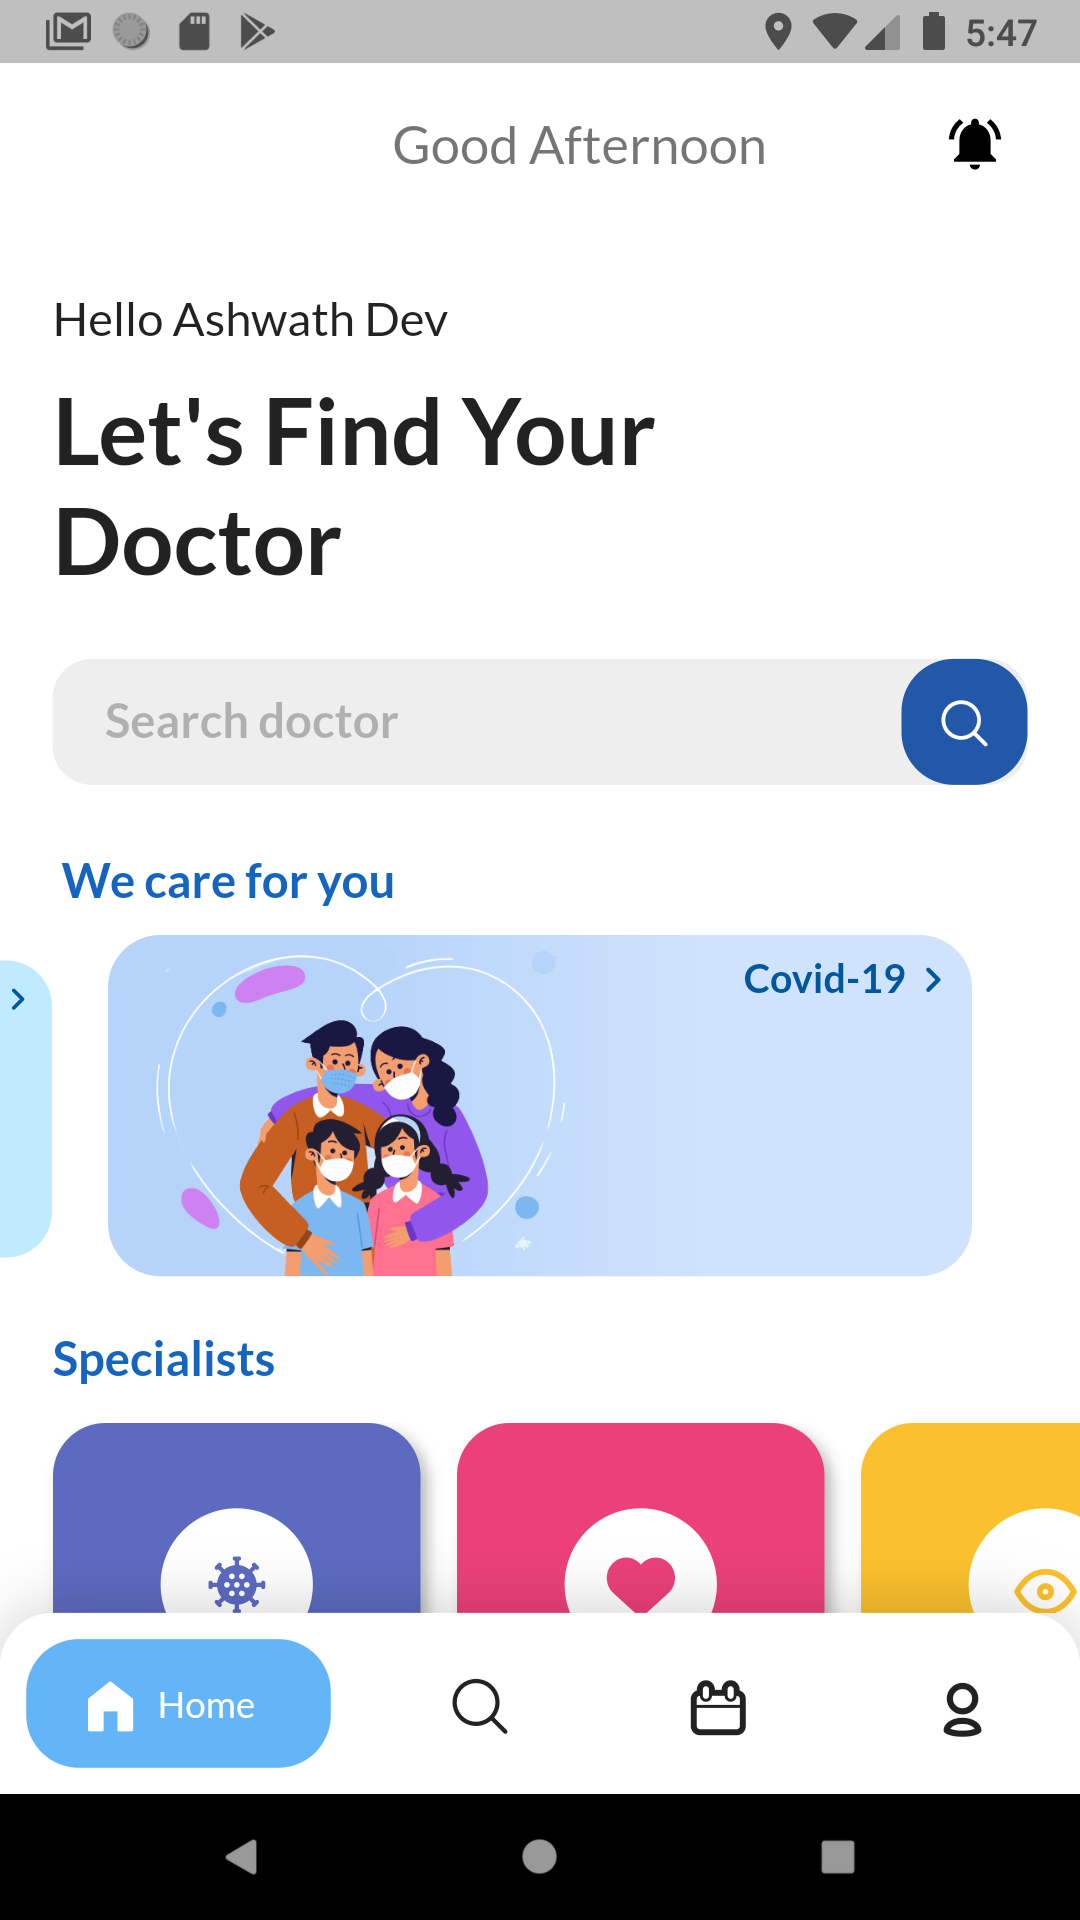 5:47
Good Afternoon
Hello Ashwath Dev
Let's Find Your
Doctor
Search doctor
We care for you
Covid-19
Specialists
Home